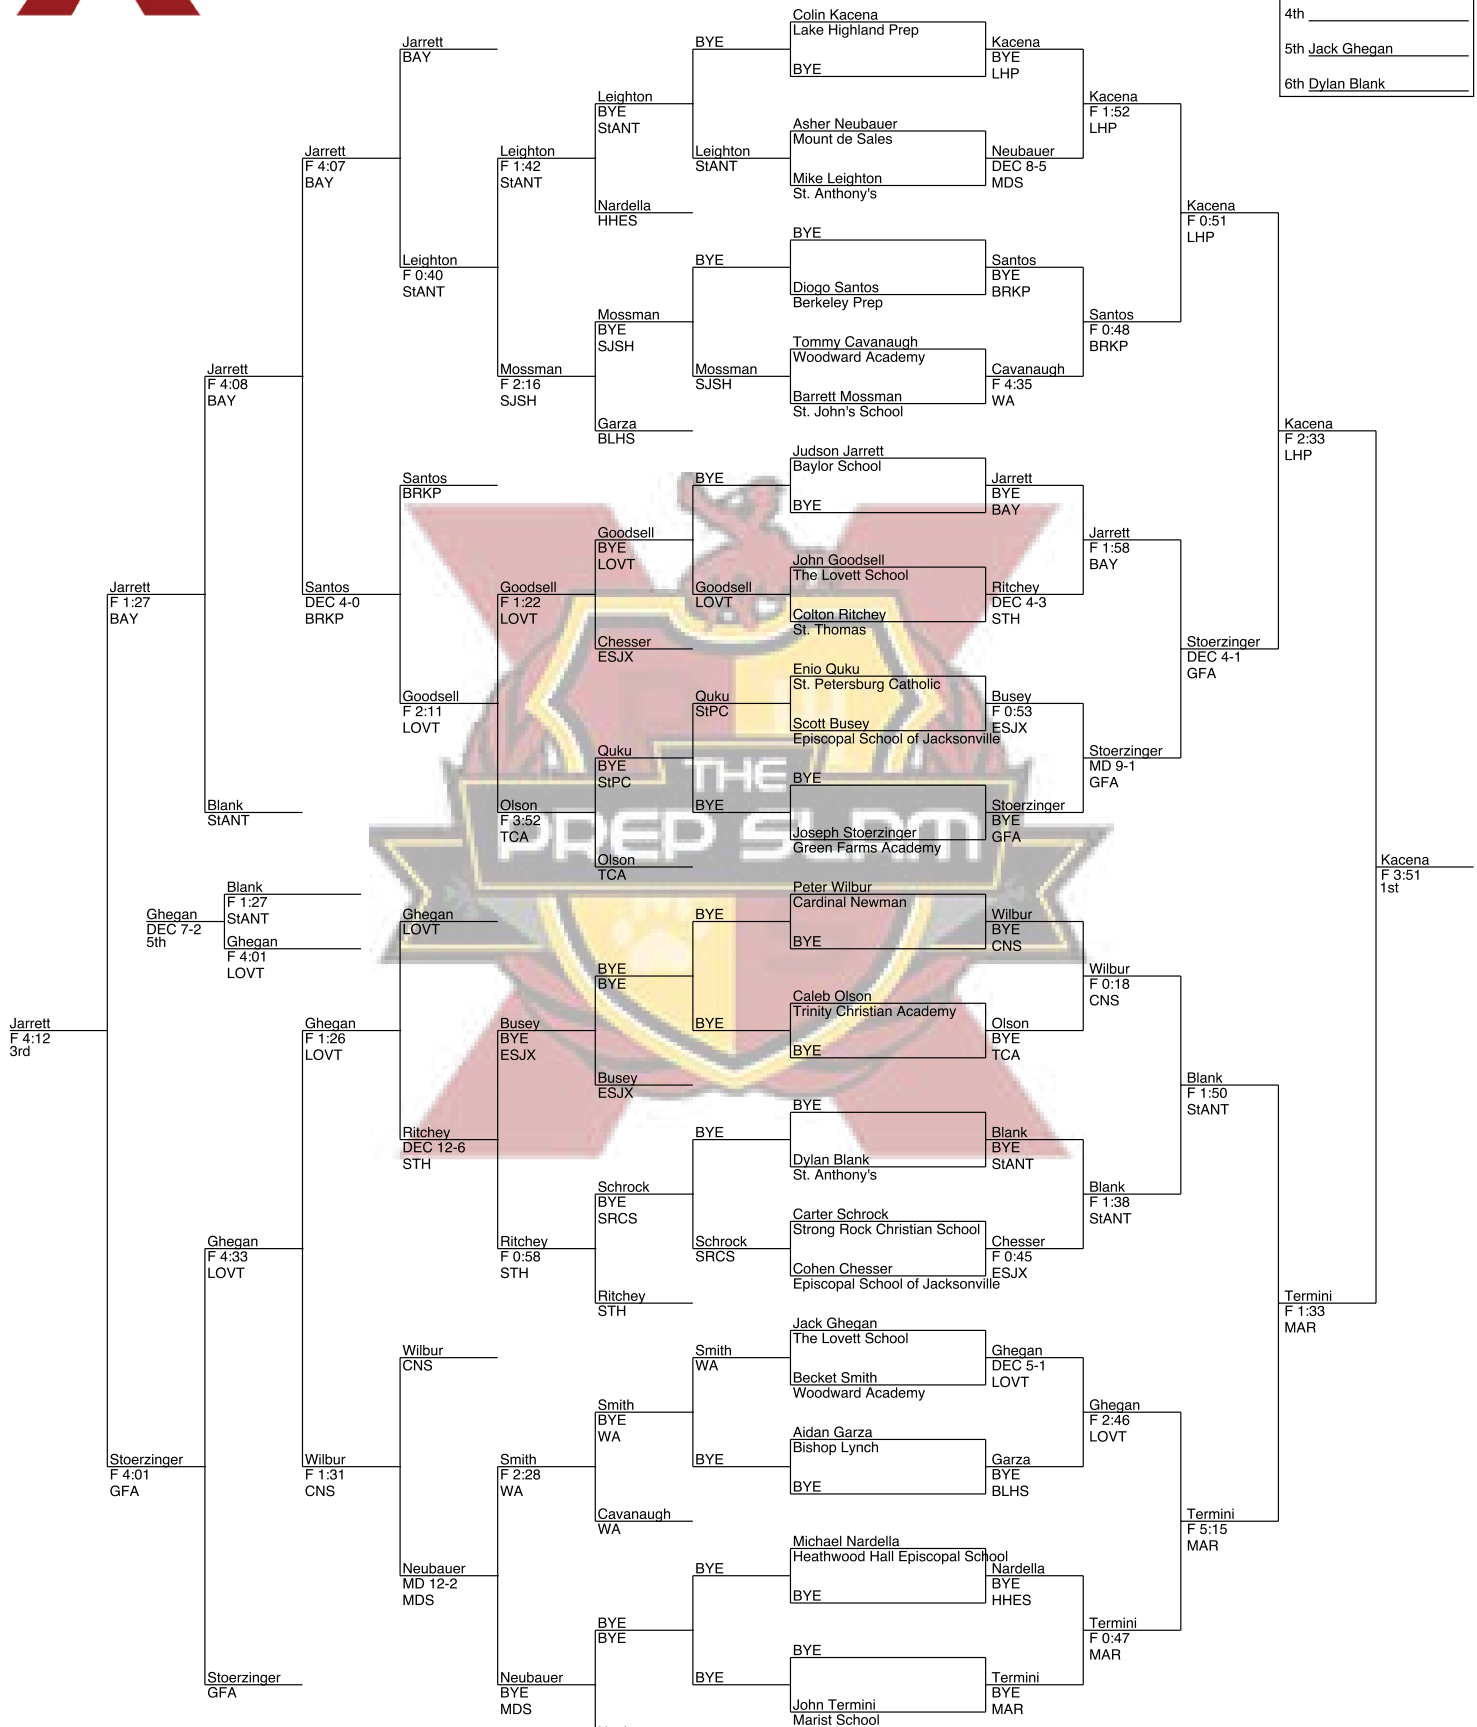 4th
5th Jack Ghegan
6th Dylan Blank
Jarrett
BAY
Jarrett
F 4:07
BAY
Leighton
F 0:40
StANT
Jarrett
F 4:08
BAY
Santos
BRKP
Santos
DEC 4-0
BRKP
Goodsell
F 2:11
LOVT
Jarrett
F 1:27
BAY
Blank
StANT
Blank
F 1:27
StANT
Ghegan
DEC 7-2
5th
Ghegan
F 4:01
LOVT
Jarrett
F 4:12
3rd
Ghegan
LOVT
Ghegan
F 1:26
LOVT
Ritchey
DEC 12-6
STH
Ghegan
F 4:33
LOVT
Wilbur
CNS
Stoerzinger
F 4:01
GFA
Wilbur
F 1:31
CNS
Neubauer
MD 12-2
MDS
Stoerzinger
GFA
Leighton
F 1:42
StANT
Leighton
BYE
StANT
Nardella
HHES
Mossman
BYE
SJSH
Mossman
F 2:16
SJSH
Garza
BLHS
Goodsell
BYE
LOVT
Goodsell
F 1:22
LOVT
Chesser
ESJX
Quku
BYE
StPC
Olson
F 3:52
TCA
Olson
TCA
BYE
BYE
Busey
BYE
ESJX
Busey
ESJX
Schrock
BYE
SRCS
Ritchey
F 0:58
STH
Ritchey
STH
Smith
BYE
WA
Smith
F 2:28
WA
Cavanaugh
WA
BYE
BYE
Neubauer
BYE
MDS
BYE
Leighton
StANT
BYE
Mossman
SJSH
BYE
Goodsell
LOVT
Quku
StPC
BYE
BYE
BYE
BYE
Schrock
SRCS
Smith
WA
BYE
BYE
BYE
Colin Kacena
Lake Highland Prep
BYE
Asher Neubauer
Mount de Sales
Mike Leighton
St. Anthony's
BYE
Diogo Santos
Berkeley Prep
Tommy Cavanaugh
Woodward Academy
Barrett Mossman
St. John's School
Judson Jarrett
Baylor School
BYE
John Goodsell
The Lovett School
Colton Ritchey
St. Thomas
Enio Quku
St. Petersburg Catholic
Scott Busey
Episcopal School of Jacksonville
BYE
Joseph Stoerzinger
Green Farms Academy
Peter Wilbur
Cardinal Newman
BYE
Caleb Olson
Trinity Christian Academy
BYE
BYE
Dylan Blank
St. Anthony's
Carter Schrock
Strong Rock Christian School
Cohen Chesser
Episcopal School of Jacksonville
Jack Ghegan
The Lovett School
Becket Smith
Woodward Academy
Aidan Garza
Bishop Lynch
BYE
Michael Nardella
Heathwood Hall Episcopal School
BYE
BYE
John Termini
Marist School
Kacena
BYE
LHP
Neubauer
DEC 8-5
MDS
Santos
BYE
BRKP
Cavanaugh
F 4:35
WA
Jarrett
BYE
BAY
Ritchey
DEC 4-3
STH
Busey
F 0:53
ESJX
Stoerzinger
BYE
GFA
Wilbur
BYE
CNS
Olson
BYE
TCA
Blank
BYE
StANT
Chesser
F 0:45
ESJX
Ghegan
DEC 5-1
LOVT
Garza
BYE
BLHS
Nardella
BYE
HHES
Termini
BYE
MAR
Kacena
F 1:52
LHP
Santos
F 0:48
BRKP
Jarrett
F 1:58
BAY
Stoerzinger
MD 9-1
GFA
Wilbur
F 0:18
CNS
Blank
F 1:38
StANT
Ghegan
F 2:46
LOVT
Termini
F 0:47
MAR
Kacena
F 0:51
LHP
Stoerzinger
DEC 4-1
GFA
Blank
F 1:50
StANT
Termini
F 5:15
MAR
Kacena
F 2:33
LHP
Termini
F 1:33
MAR
Kacena
F 3:51
1st
THE
PREP SLAM